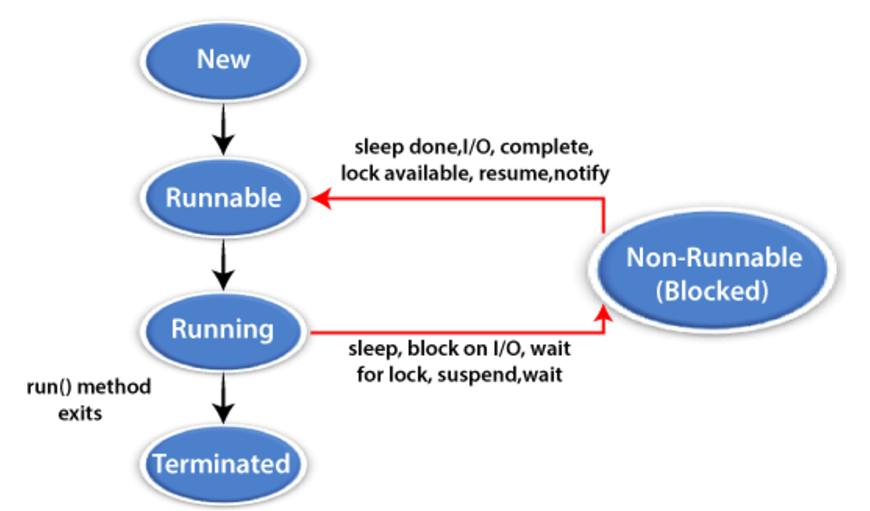 New
sleep done,I/O, complete,
lock available, resume,notify
Runnable
Non-Runnable
(Blocked)
Running
sleep, block on I/O, wait
for lock, suspend,wait
run() method
exits
Terminated